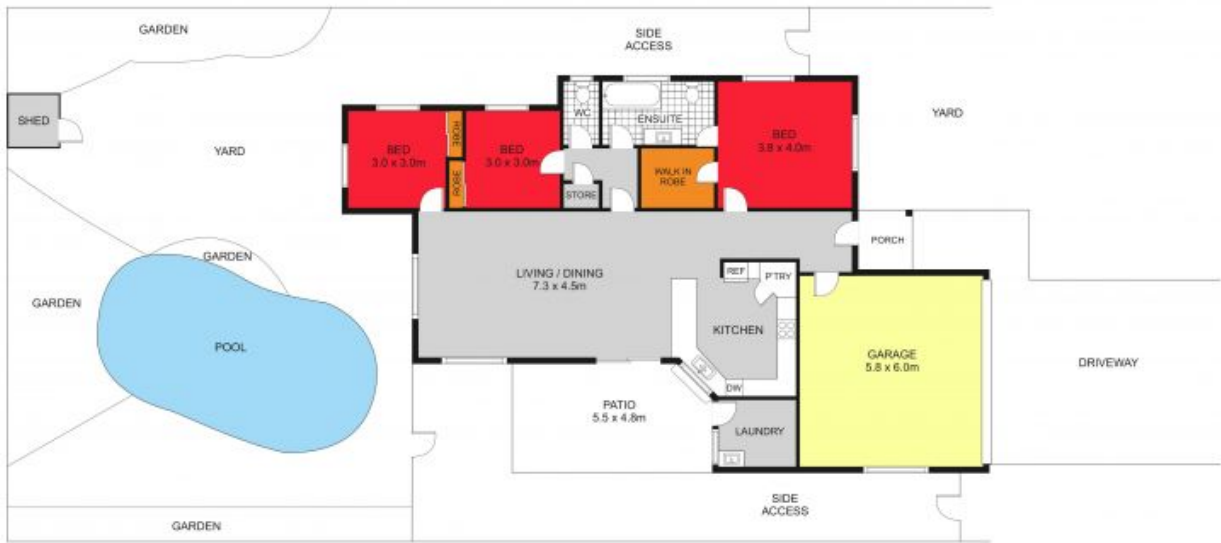 GARDEN
SIDE
ACCESS
SHED
YARD
YARD
WC
ENSUITE
BED
3.0 x 3.0m
ROBE
ROBE
BED
3.0 x 3.0m
BED
3.8 x 4.0m
WALK IN
ROBE
STORE
PORCH
GARDEN
GARDEN
POOL
LIVING / DINING
7.3 x 4.5m
REF
P'TRY
KITCHEN
DW
GARAGE
5.8 x 6.0m
DRIVEWAY
PATIO
5.5 x 4.8m
LAUNDRY
SIDE
ACCESS
GARDEN